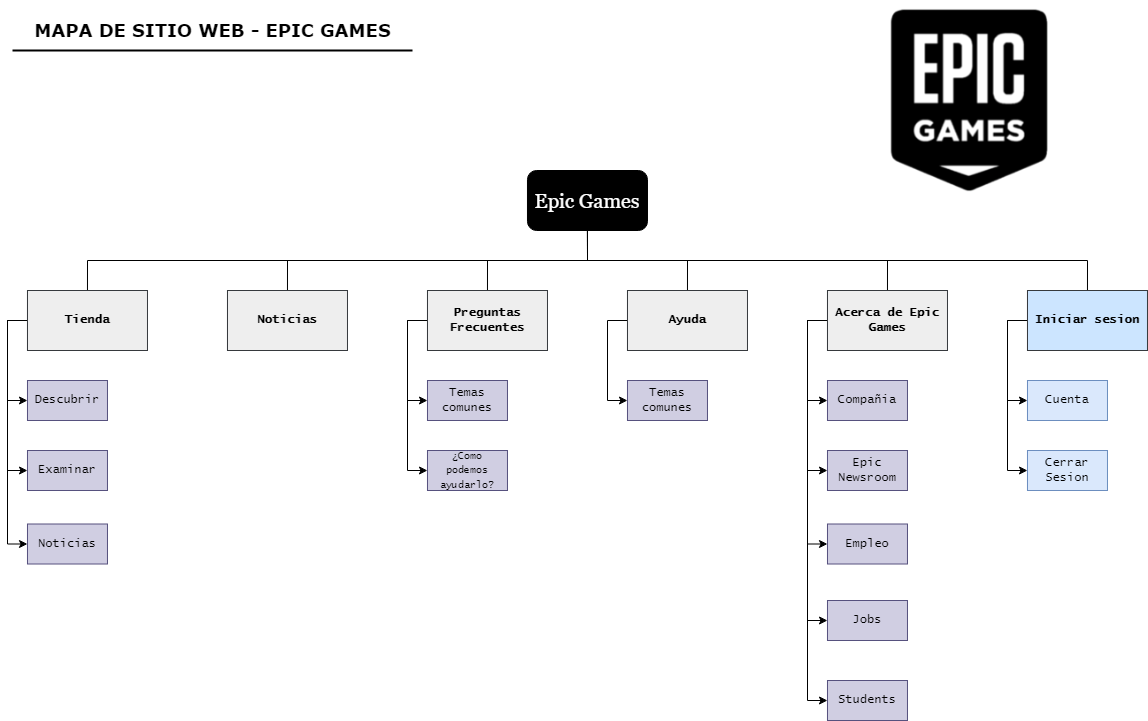 MAPA DE SITIO WEB - EPIC GAMES
EPIC
GAMES
Epic Games
Tienda
Noticias
Preguntas
Frecuentes
Ayuda
Acerca de Epic
Games
Iniciar sesion
Descubrir
Temas
comunes
Temas
comunes
Compañia
Cuenta
Examinar
¿Como
podemos
ayudarlo?
Epic
Newsroom
Cerrar
Sesion
Noticias
Empleo
Jobs
Students